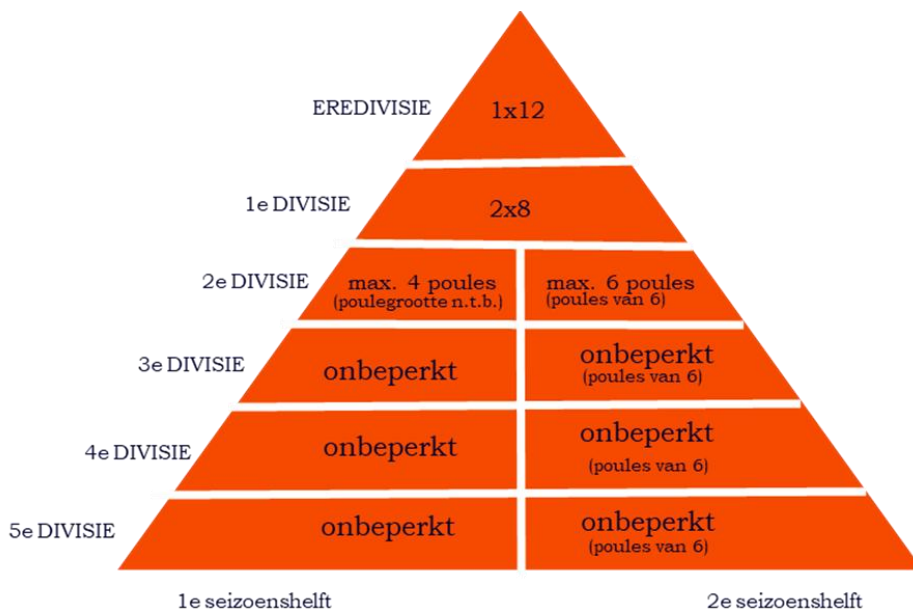 EREDIVISIE
1x12
1e DIVISIE
2x8
2e DIVISIE
max. 4 poules
(poulegrootte n.t.b.)
max. 6 poules
(poules van 6)
3e DIVISIE
onbeperkt
onbeperkt
(poules van 6)
4e DIVISIE
onbeperkt
onbeperkt
(poules van 6)
5e DIVISIE
onbeperkt
onbeperkt
(poules van 6)
1e seizoenshelft
2e seizoenshelft